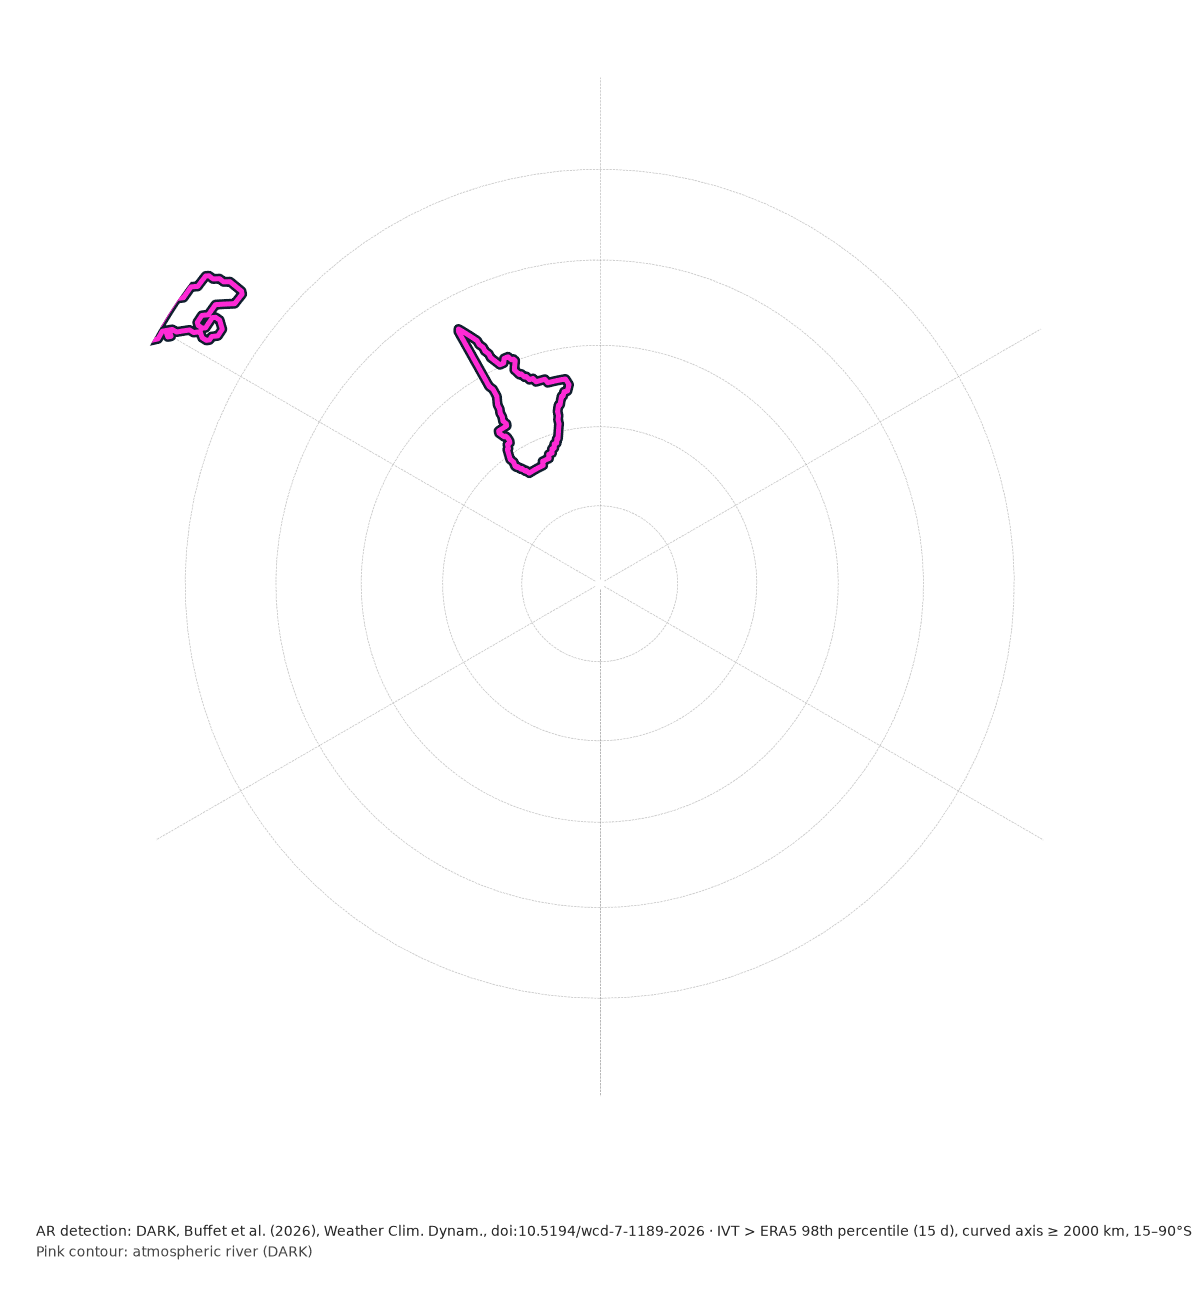 AR detection: DARK, Buffet et al. (2026), Weather Clim. Dynam., doi:10.5194/wcd-7-1189-2026 · IVT > ERA5 98th percentile (15 d), curved axis ≥ 2000 km, 15–90°S
Pink contour: atmospheric river (DARK)